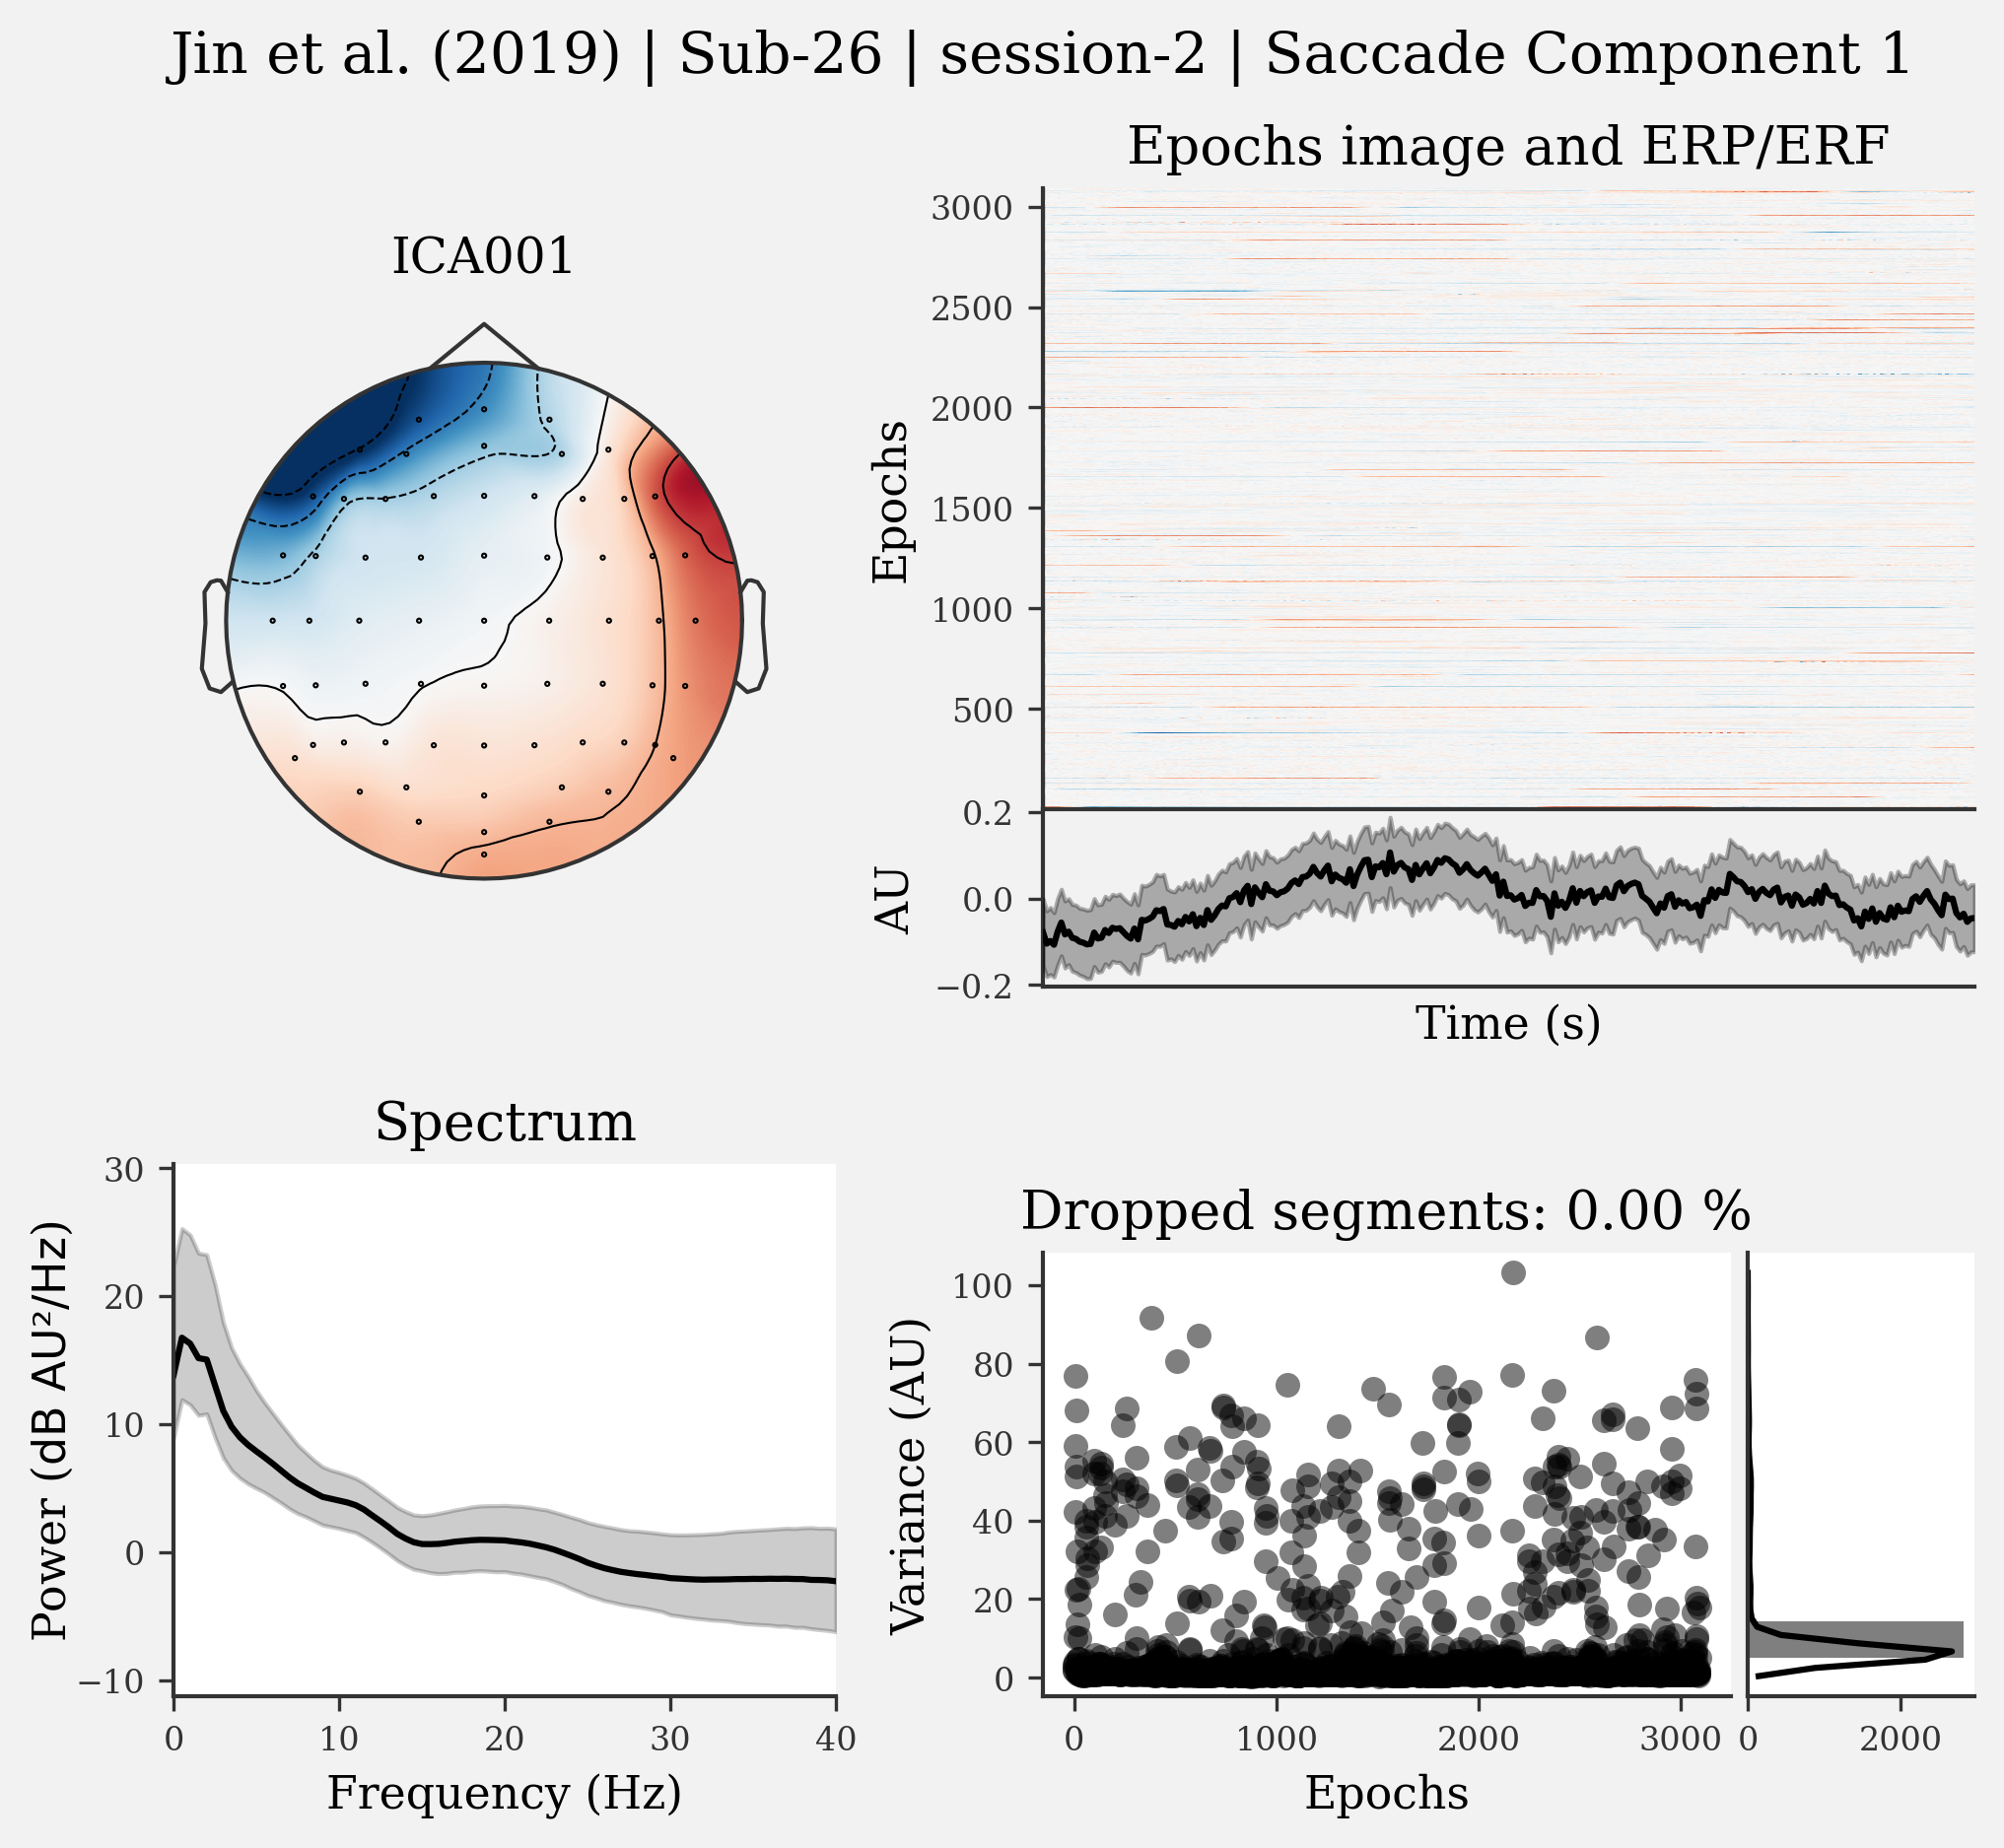 Jin et al. (2019) | Sub-26 | session-2 | Saccade Component 1
ICA001
Epochs image and ERP/ERF
Epochs
3000
2500
2000
1500
1000
500
AU
0.2
0.0
−0.2
Time (s)
Spectrum
Power (dB AU²/Hz)
30
20
10
0
−10
0 10 20 30 40
Frequency (Hz)
Dropped segments: 0.00 %
Variance (AU)
100
80
60
40
20
0
0 1000 2000 3000
0 2000
Epochs